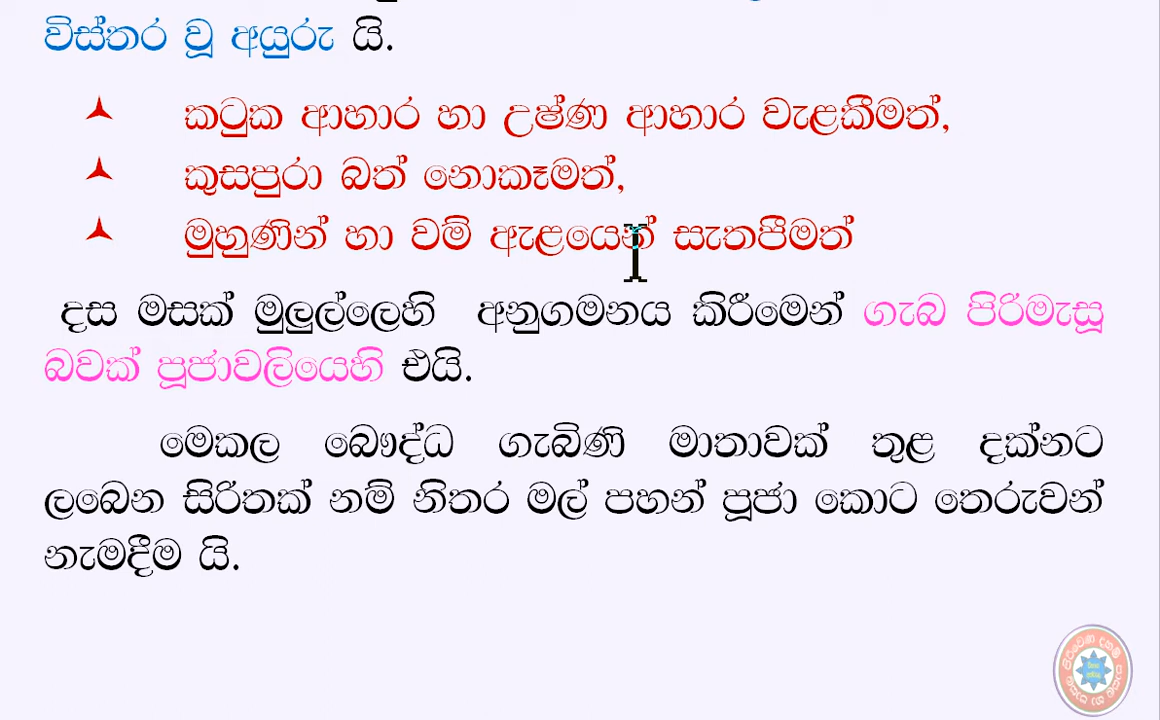 විස්තර වූ අයුරු යි.
කටුක ආහාර හා උෂ්ණ ආහාර වැළකීමත්,
කුසපුරා බත් නොකෑමත්,
මුහුණින් හා වම් ඇළයෙන් සැතපීමත්
දස මසක් මුලුල්ලෙහි අනුගමනය කිරීමෙන් ගැබ පිරිමැසූ
බවක් පූජාවලියෙහි එයි.
මෙකල බෞද්ධ ගැබිණි මාතාවක් තුළ දක්නට
ලබෙන සිරිතක් නම් නිතර මල් පහන් පූජා කොට තෙරුවන්
නැමදීම යි.